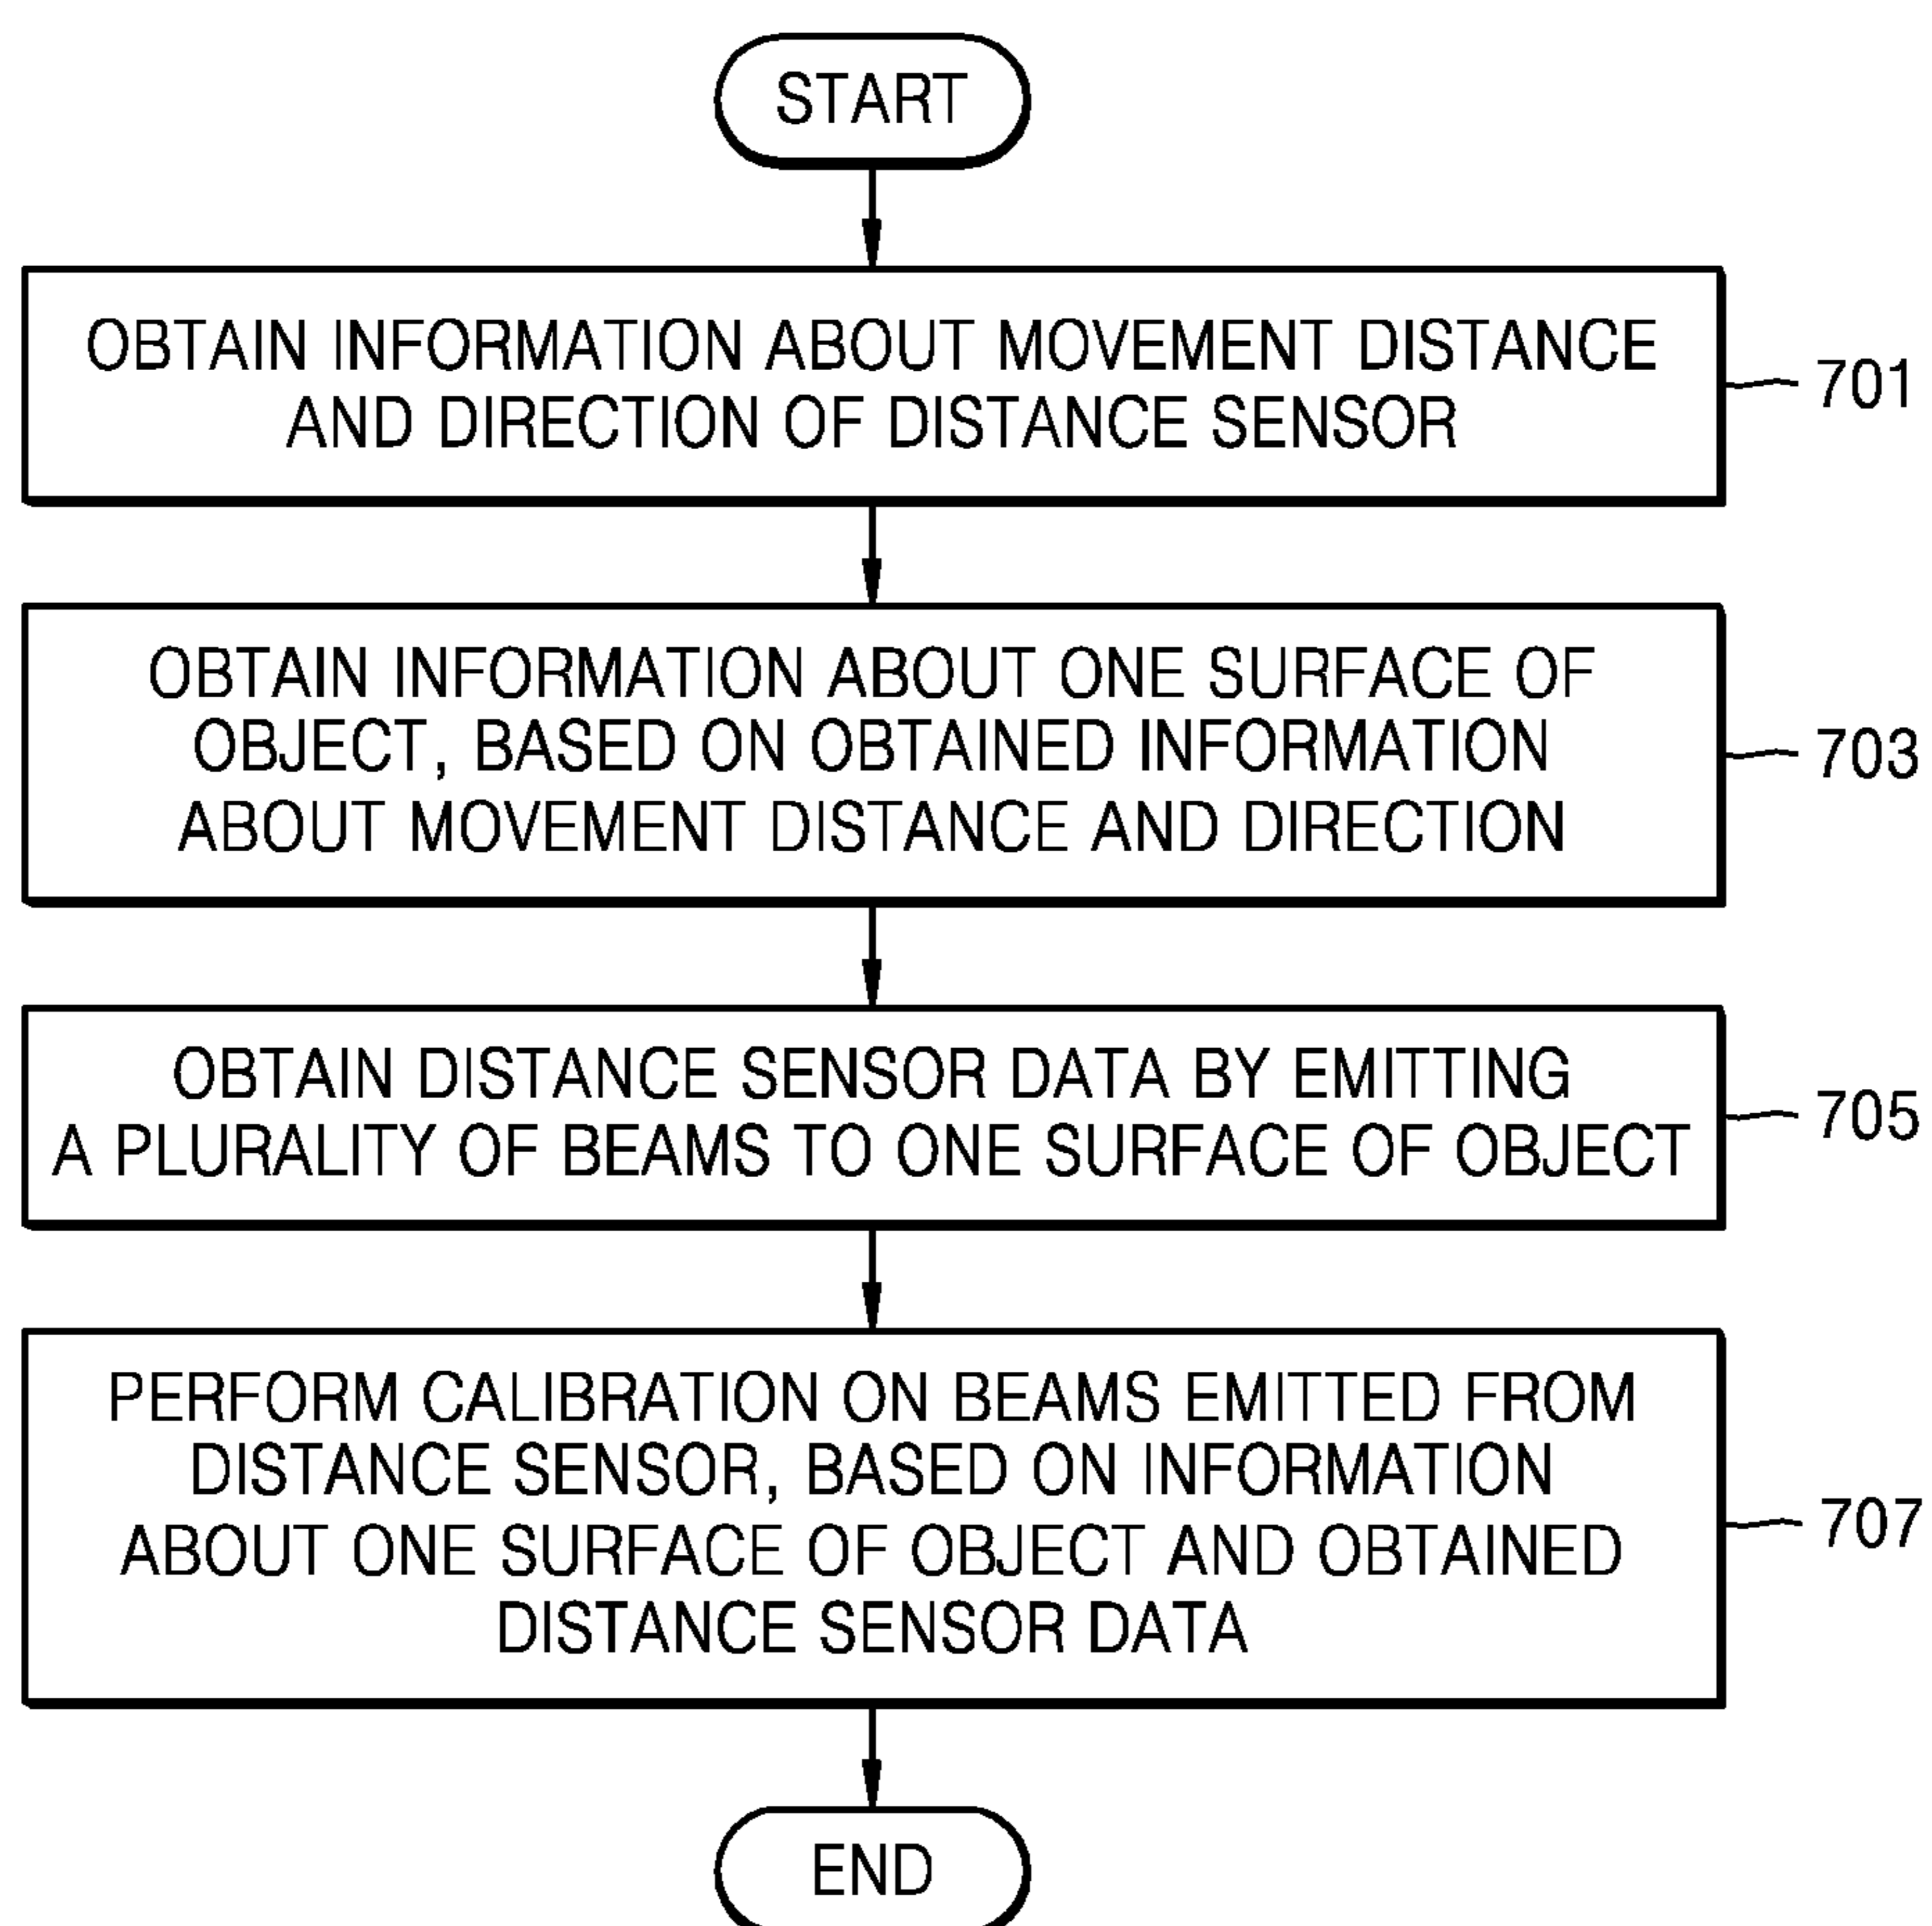 START
OBTAIN INFORMATION ABOUT MOVEMENT DISTANCE
AND DIRECTION OF DISTANCE SENSOR
701
OBTAIN INFORMATION ABOUT ONE SURFACE OF
OBJECT, BASED ON OBTAINED INFORMATION
ABOUT MOVEMENT DISTANCE AND DIRECTION
703
OBTAIN DISTANCE SENSOR DATA BY EMITTING
A PLURALITY OF BEAMS TO ONE SURFACE OF OBJECT
705
PERFORM CALIBRATION ON BEAMS EMITTED FROM
DISTANCE SENSOR, BASED ON INFORMATION
ABOUT ONE SURFACE OF OBJECT AND OBTAINED
DISTANCE SENSOR DATA
707
END